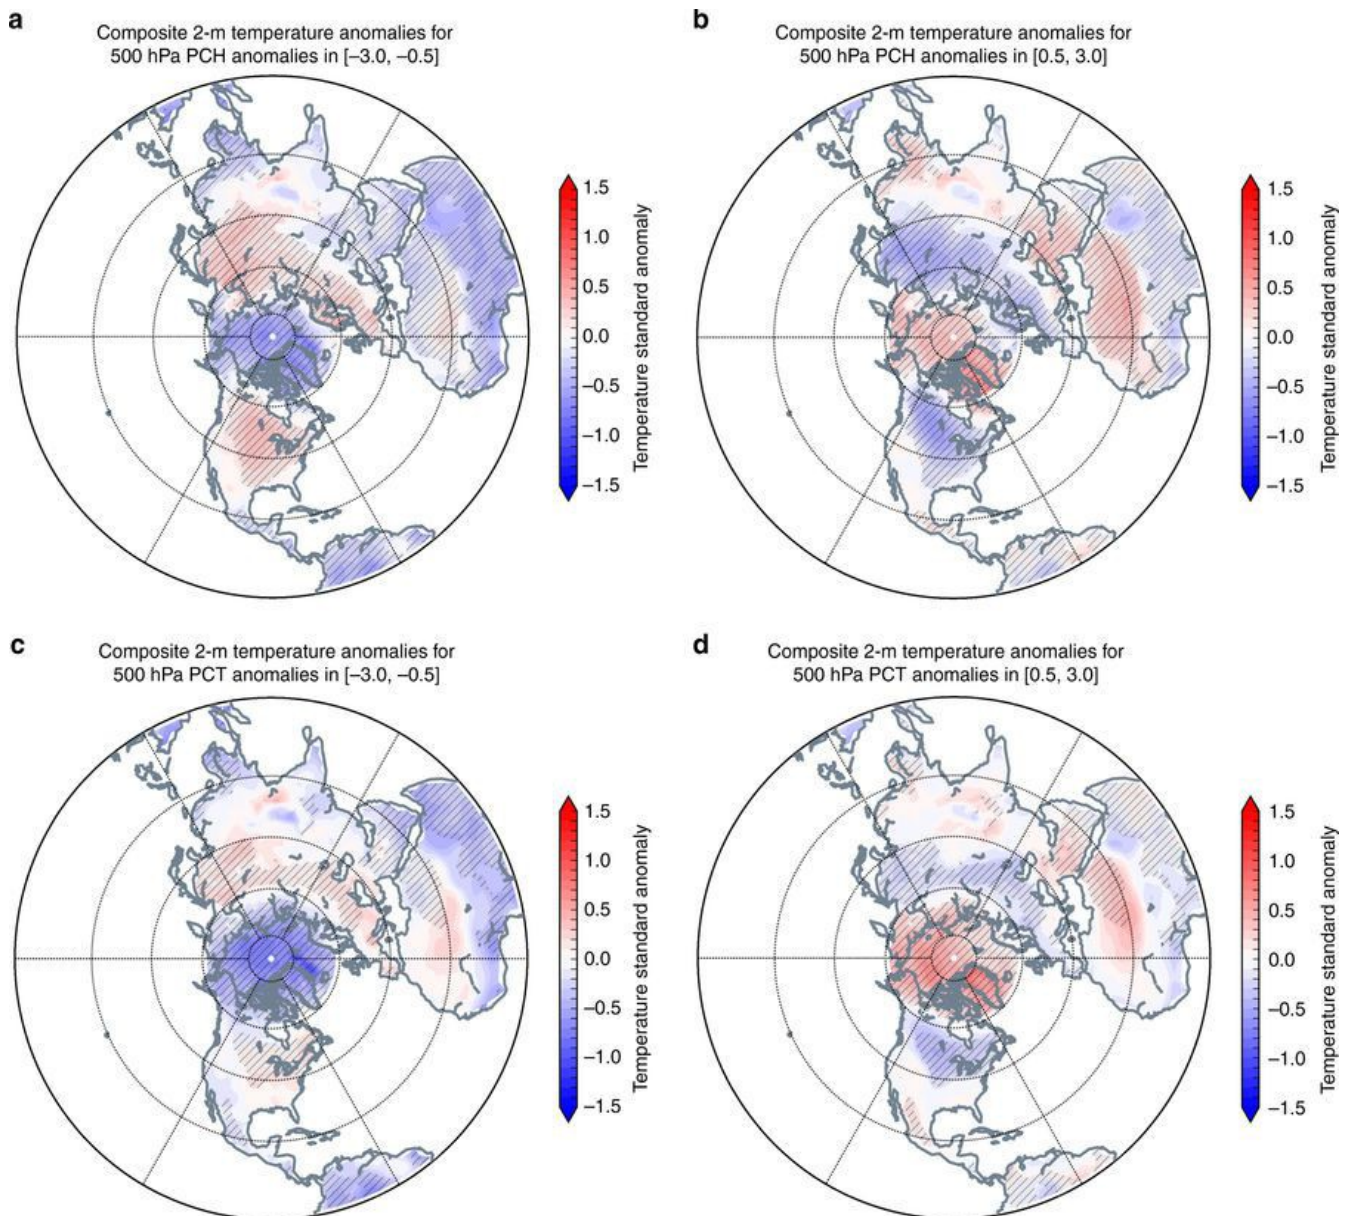 a
Composite 2-m temperature anomalies for
500 hPa PCH anomalies in [–3.0, –0.5]
1.5
1.0
0.5
0.0
–0.5
–1.0
–1.5
Temperature standard anomaly
b
Composite 2-m temperature anomalies for
500 hPa PCH anomalies in [0.5, 3.0]
1.5
1.0
0.5
0.0
–0.5
–1.0
–1.5
Temperature standard anomaly
c
Composite 2-m temperature anomalies for
500 hPa PCT anomalies in [–3.0, –0.5]
1.5
1.0
0.5
0.0
–0.5
–1.0
–1.5
Temperature standard anomaly
d
Composite 2-m temperature anomalies for
500 hPa PCT anomalies in [0.5, 3.0]
1.5
1.0
0.5
0.0
–0.5
–1.0
–1.5
Temperature standard anomaly